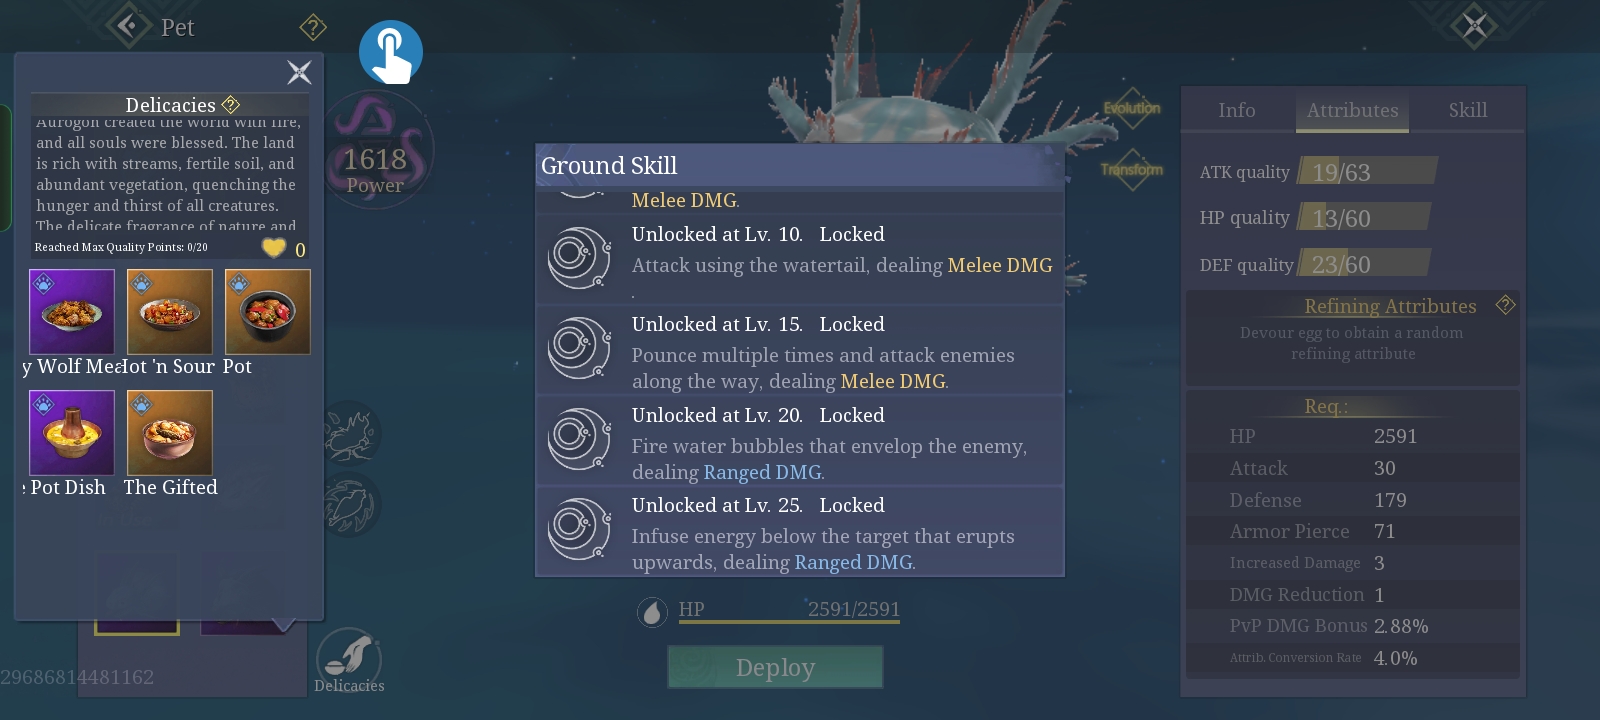 Pet
Delicacies
Aurogon created the world with fire,
and all souls were blessed. The land
is rich with streams, fertile soil, and
abundant vegetation, quenching the
hunger and thirst of all creatures.
The delicate fragrance of nature and
Reached Max Quality Points: 0/20
0
y Wolf Mea
Hot 'n Sour
Pot
Pot Dish
The Gifted
29686814481162
1618
Power
Delicacies
Ground Skill
Melee DMG.
Unlocked at Lv. 10. Locked
Attack using the watertail, dealing Melee DMG
.
Unlocked at Lv. 15. Locked
Pounce multiple times and attack enemies
along the way, dealing Melee DMG.
Unlocked at Lv. 20. Locked
Fire water bubbles that envelop the enemy,
dealing Ranged DMG.
Unlocked at Lv. 25. Locked
Infuse energy below the target that erupts
upwards, dealing Ranged DMG.
HP 2591/2591
Deploy
Evolution
Transform
Info Attributes Skill
ATK quality 19/63
HP quality 13/60
DEF quality 23/60
Refining Attributes
Devour egg to obtain a random
refining attribute
Req.:
HP 2591
Attack 30
Defense 179
Armor Pierce 71
Increased Damage 3
DMG Reduction 1
PvP DMG Bonus 2.88%
Attrib. Conversion Rate 4.0%